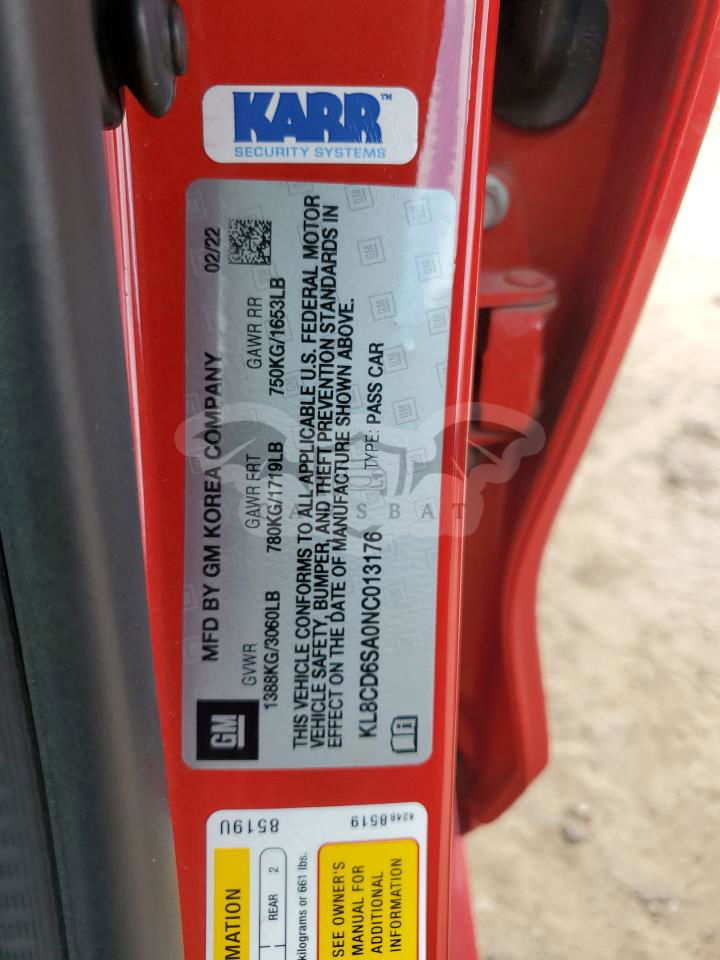 KARR™
SECURITY SYSTEMS
MFD BY GM KOREA COMPANY 02/22
GVWR GAWR FRT GAWR RR
1388KG/3060LB 780KG/1719LB 750KG/1653LB
THIS VEHICLE CONFORMS TO ALL APPLICABLE U.S. FEDERAL MOTOR
VEHICLE SAFETY, BUMPER, AND THEFT PREVENTION STANDARDS IN
EFFECT ON THE DATE OF MANUFACTURE SHOWN ABOVE.
KL8CD6SA0NC013176 TYPE: PASS CAR
GM
8519U
42488519
MATION
REAR 2
kilograms or 661 lbs.
SEE OWNER'S
MANUAL FOR
ADDITIONAL
INFORMATION